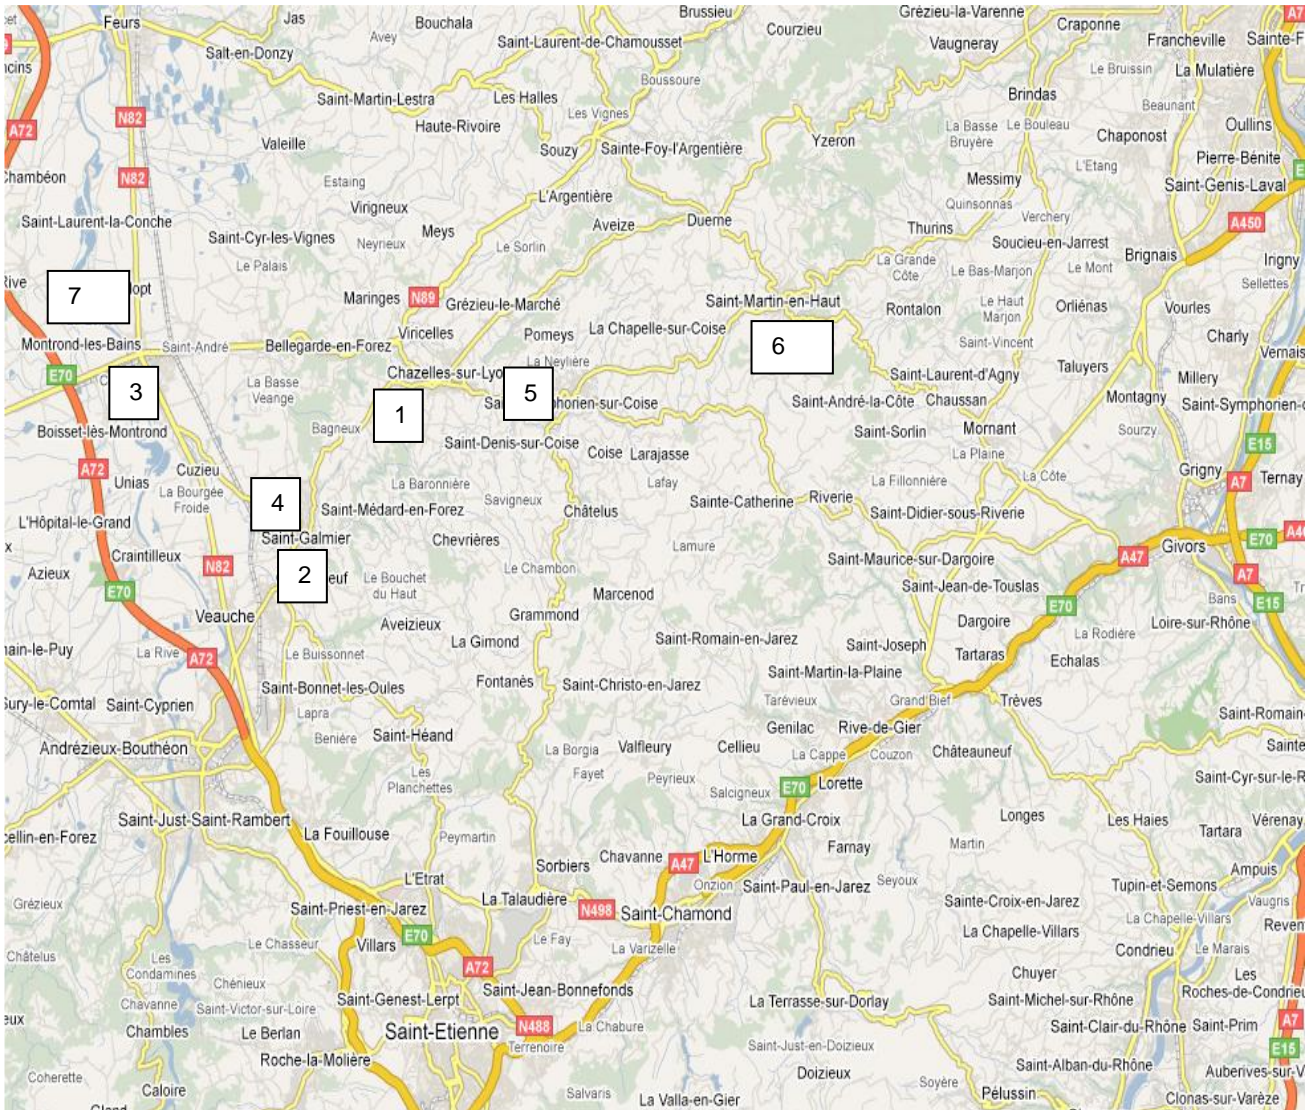 Feurs
Jas
Bouchala
Brussieu
Grézieu-la-Varenne
Craponne
Avey
Courzieu
Vaugneray
Francheville
Salt-en-Donzy
Saint-Laurent-de-Chamousset
Boussoure
Le Bruissin
La Mulatière
A72
N82
Saint-Martin-Lestra
Les Halles
Les Vignes
Brindas
Beaunant
Haute-Rivoire
La Basse
Bruyère
Le Bouleau
Chaponost
Oullins
Valeille
Souzy
Sainte-Foy-l'Argentière
Yzeron
L'Etang
Pierre-Bénite
Chambéon
N82
Estaing
L'Argentière
Messimy
Saint-Genis-Laval
Saint-Laurent-la-Conche
Virigneux
Aveize
Duerne
Quinsonnas
Verchery
A450
Saint-Cyr-les-Vignes
Neyrieux
Meys
Le Sorlin
Thurins
Soucieu-en-Jarrest
Brignais
Irigny
Le Palais
La Grande
Côte
Le Bas-Marjon
Le Mont
Sellettes
7
Maringes
N89
Grézieu-le-Marché
Saint-Martin-en-Haut
Rontalon
Le Haut
Marjon
Orliénas
Vourles
Viricelles
Pomeys
La Chapelle-sur-Coise
6
Saint-Vincent
Charly
Montrond-les-Bains
Saint-André
Bellegarde-en-Forez
La Neylière
Taluyers
E70
3
La Basse
Veange
5
Saint-Laurent-d'Agny
Millery
1
Saint-André-la-Côte
Chaussan
Montagny
Boisset-lès-Montrond
Bagneux
Saint-Denis-sur-Coise
Coise
Larajasse
Saint-Sorlin
Mornant
Sourzy
E15
A72
Cuzieu
Unias
La Bourgée
Froide
La Baronnière
Savigneux
Lafay
La Plaine
La Côte
Grigny
A7
Ternay
4
Saint-Médard-en-Forez
Châtelus
Sainte-Catherine
Riverie
La Fillonnière
Saint-Didier-sous-Riverie
L'Hôpital-le-Grand
Saint-Galmier
Chevrières
Lamure
Givors
E70
Craintilleux
N82
2
Le Bouchet
du Haut
Le Chambon
Saint-Maurice-sur-Dargoire
A47
A7
Azieux
E70
Marcenod
Saint-Jean-de-Touslas
Bans
E15
Veauche
Aveizieux
Grammond
Dargoire
E70
Loire-sur-Rhône
La Rive
A72
Le Buissonnet
La Gimond
Saint-Romain-en-Jarez
Saint-Joseph
Tartaras
La Rodière
Echalas
Saint-Bonnet-les-Oules
Fontanès
Saint-Christo-en-Jarez
Saint-Martin-la-Plaine
Saint-Cyprien
Lapra
Tarévieux
Grand Bief
Trèves
Andrézieux-Bouthéon
Benière
Saint-Héand
La Borgia
Valfleury
Cellieu
Genilac
Rive-de-Gier
La Cappe
Couzon
Châteauneuf
Les
Planchettes
Fayet
Peyrieux
Salcigneux
E70
Lorette
Saint-Just-Saint-Rambert
La Fouillouse
Peymartin
La Grand-Croix
Longes
Les Haies
Tartara
Vérenay
Sorbiers
Chavanne
A47
L'Horme
Farnay
Martin
Ampuis
L'Etrat
La Talaudière
Onzion
Saint-Paul-en-Jarez
Seyoux
Tupin-et-Semons
Grézieux
Saint-Priest-en-Jarez
N498
Saint-Chamond
Sainte-Croix-en-Jarez
La Chapelle-Villars
Vaugris
Le Chasseur
Villars
E70
Le Fay
La Varizelle
La Chapelle-Villars
Condrieu
Le Marais
Châtelus
Les
Condamines
Chénieux
A72
Chuyer
Les
Roches-de-Condrieu
Chavanne
Saint-Victor-sur-Loire
Saint-Genest-Lerpt
Saint-Jean-Bonnefonds
La Terrasse-sur-Dorlay
Saint-Michel-sur-Rhône
Chambles
Le Berlan
Saint-Etienne
N488
La Chabure
Saint-Clair-du-Rhône
Saint-Prim
A7
Roche-la-Molière
Terrenoire
Saint-Just-en-Doizieux
E15
Coherette
Caloire
Salvaris
La Valla-en-Gier
Doizieux
Soyère
Saint-Alban-du-Rhône
Pélussin
Clonas-sur-Varèze